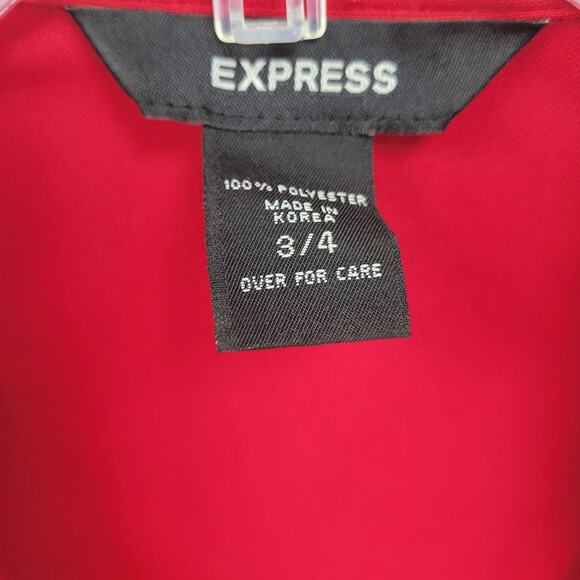 EXPRESS
100% POLYESTER
MADE IN
KOREA
3/4
OVER FOR CARE